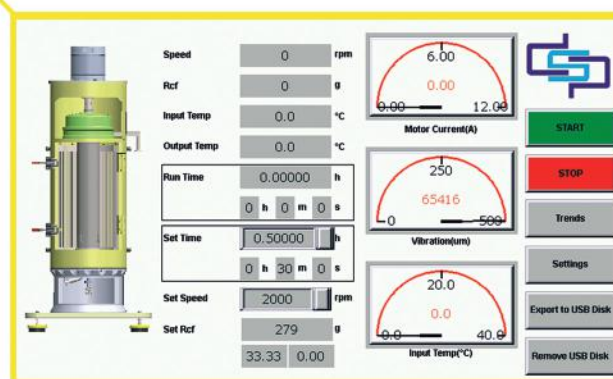 Speed 0 rpm
Rcf 0 g
Input Temp 0.0 °C
Output Temp 0.0 °C
Run Time 0.00000 h
0 h 0 m 0 s
Set Time 0.50000 h
0 h 30 m 0 s
Set Speed 2000 rpm
Set Rcf 279 g
33.33 0.00
6.00
0.00
0.00 12.00
Motor Current(A)
250
65416
0 500
Vibration(um)
20.0
0.0
0.0 40.0
Input Temp(°C)
dsp
START
STOP
Trends
Settings
Export to USB Disk
Remove USB Disk